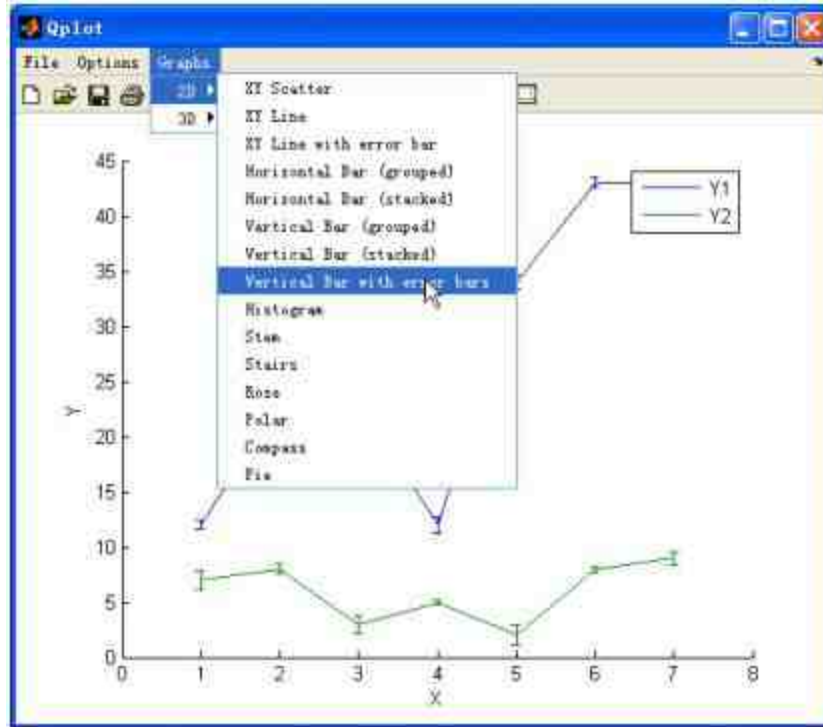 Qplot
File Options Graphs
2D
3D
XY Scatter
XY Line
XY Line with error bar
Horizontal Bar (grouped)
Horizontal Bar (stacked)
Vertical Bar (grouped)
Vertical Bar (stacked)
Vertical Bar with error bars
Histogram
Stem
Stairs
Rose
Polar
Compass
Pie
Y1
Y2
45
40
35
30
25
20
15
10
5
0
Y
0 1 2 3 4 5 6 7 8
X